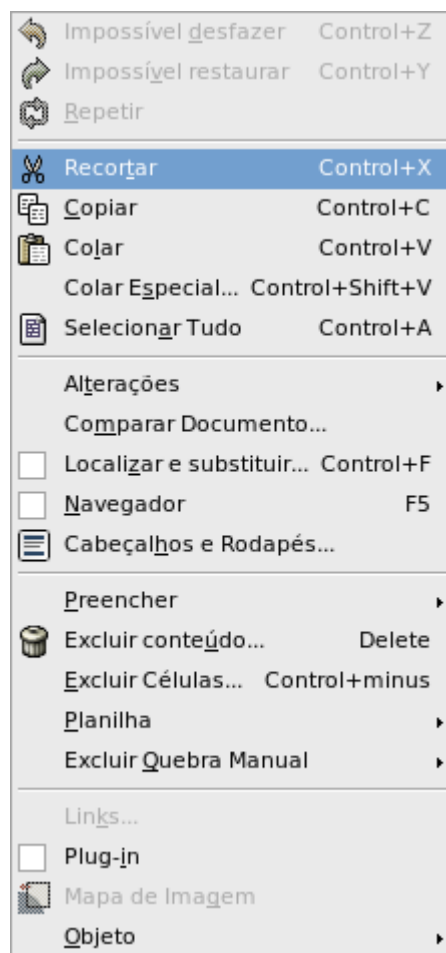 Impossível desfazer Control+Z
Impossível restaurar Control+Y
Repetir
Recortar Control+X
Copiar Control+C
Colar Control+V
Colar Especial... Control+Shift+V
Selecionar Tudo Control+A
Alterações
Comparar Documento...
Localizar e substituir... Control+F
Navegador F5
Cabeçalhos e Rodapés...
Preencher
Excluir conteúdo... Delete
Excluir Células... Control+minus
Planilha
Excluir Quebra Manual
Links...
Plug-in
Mapa de Imagem
Objeto